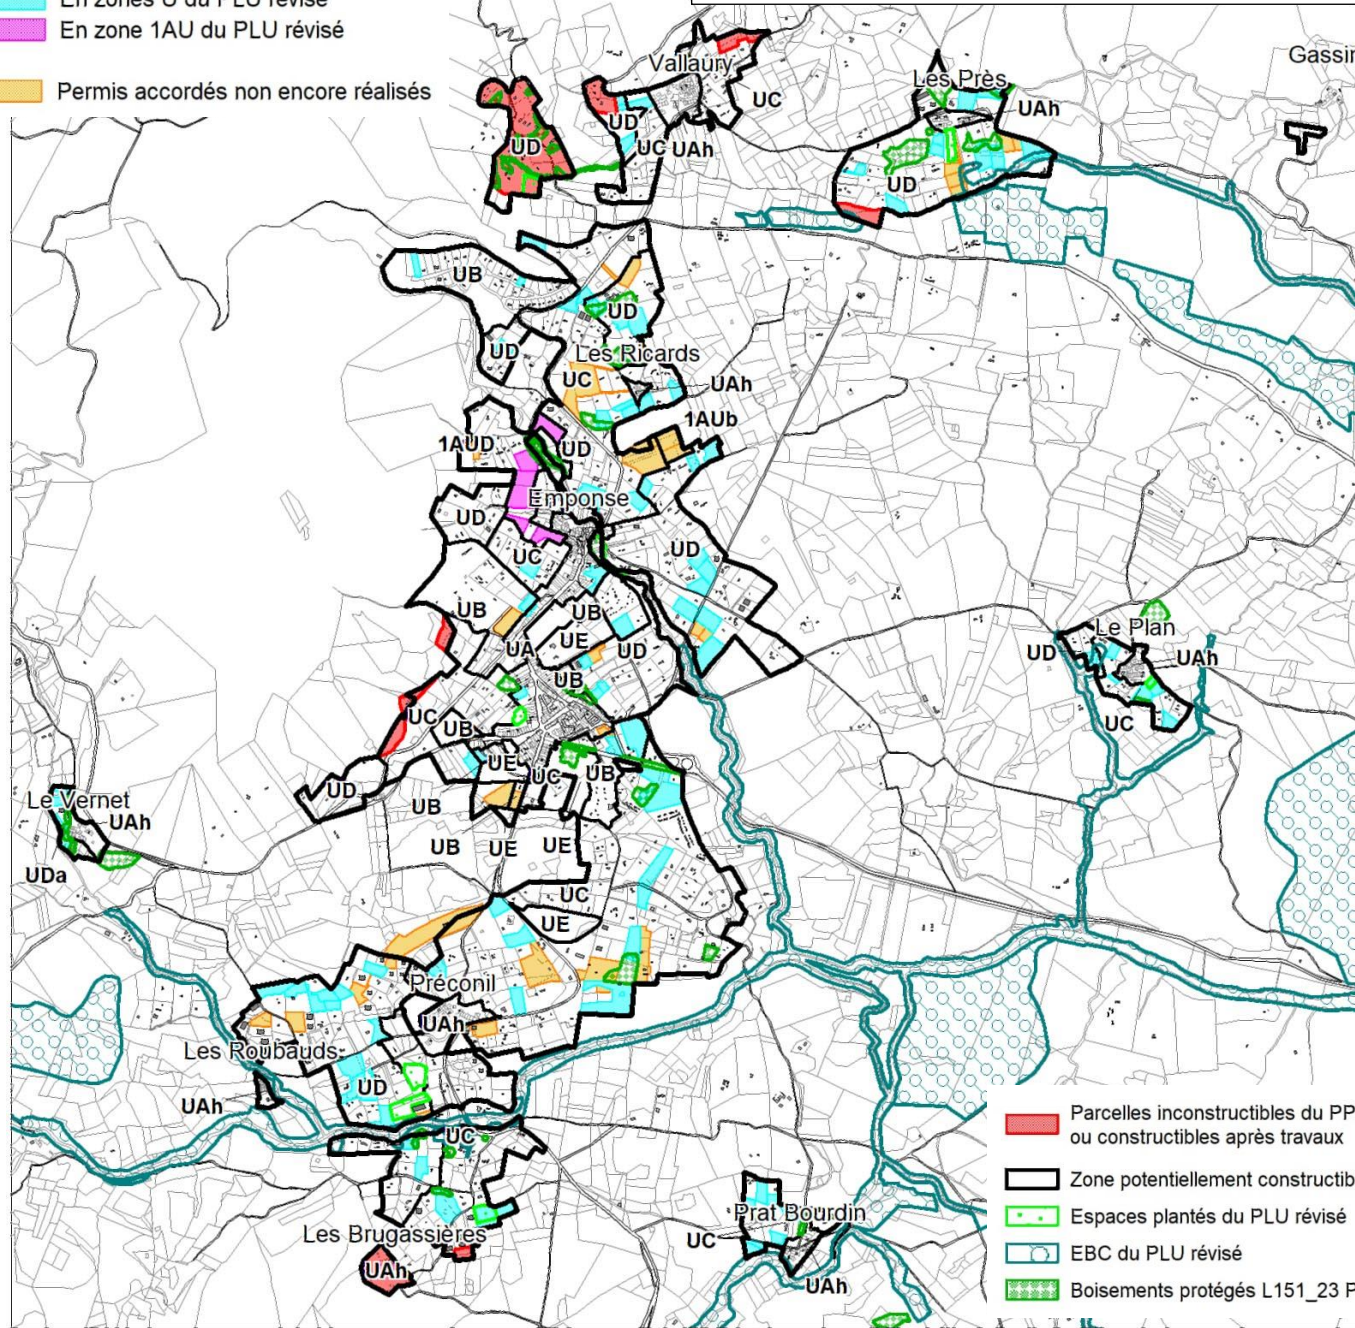 En zones U du PLU révisé
En zone 1AU du PLU révisé
Permis accordés non encore réalisés
Vallaury
UC
Les Près
UAh
UD
UD
UC UAh
UD
UB
UD
UD
Les Ricards
UC
UAh
1AUb
1AUD
UD
Emponse
UD
UC
UD
UB
UB
UE
UA
UD
UB
Le Plan
UD
UAh
UC
UC
UB
UE
UC
UB
UD
UB
Le Vernet
UAh
UB
UE
UE
UDa
UC
UE
Préconil
UAh
Les Roubauds
UD
UAh
UC
Les Brugassières
UAh
Prat Bourdin
UC
UAh
Parcelles inconstructibles du PP
ou constructibles après travaux
Zone potentiellement constructib
Espaces plantés du PLU révisé
EBC du PLU révisé
Boisements protégés L151_23 P